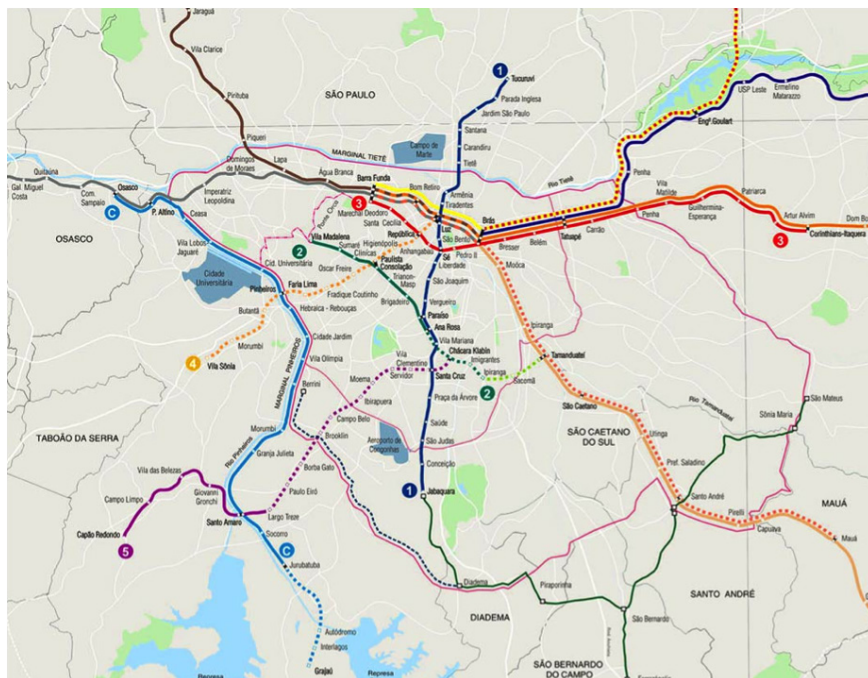 Jaraguá
Vila Clarice
Pirituba
Piqueri
SÃO PAULO
1
Tucuruvi
Parada Inglesa
Jardim São Paulo
Santana
Carandiru
Tietê
Campo de
Marte
USP Leste
Ermelino
Matarazzo
Engº.Goulart
MARGINAL TIETÊ
Rio Tietê
Domingos
de Moraes
Lapa
Água Branca
Barra Funda
Bom Retiro
Armênia
Tiradentes
Penha
Vila
Matilde
Patriarca
Quitaúna
Gal. Miguel
Costa
Com.
Sampaio
Osasco
C
P. Altino
Imperatriz
Leopoldina
Ceasa
3
Marechal Deodoro
Santa
Cecília
República
Luz
São Bento
Brás
Sé
Pedro II
Bresser
Belém
Tatuapé
Carrão
Penha
Guilhermina-
Esperança
Artur Alvim
Dom Bo
3
Corinthians-Itaquera
OSASCO
Vila Lobos
Jaguaré
Cidade
Universitária
Cid. Universitária
2
Vila Madalena
Sumaré
Clínicas
Higienópolis
Anhangabaú
Oscar Freire
Paulista
Consolação
Trianon-
Masp
Liberdade
São Joaquim
Moóca
Pinheiros
Faria Lima
Fradique Coutinho
Brigadeiro
Vergueiro
Hebraica - Rebouças
Paraíso
Ana Rosa
Butantã
Morumbi
4
Vila Sônia
Cidade Jardim
Vila Olímpia
MARGINAL PINHEIROS
Berrini
Vila Mariana
Chácara Klabin
Imigrantes
Ipiranga
Ipiranga
Tamanduateí
Sacomã
2
Vila
Clementino
Servidor
Moema
Ibirapuera
Campo Belo
Santa Cruz
Praça da Árvore
São Caetano
Rio Tamanduateí
São Mateus
Sônia Maria
TABOÃO DA SERRA
Rio Pinheiros
Morumbi
Granja Julieta
Brooklin
Borba Gato
Paulo Eiró
Aeroporto de
Congonhas
Saúde
São Judas
Conceição
1
Jabaquara
SÃO CAETANO
DO SUL
Utinga
Pref. Saladino
Santo André
Pirelli
Capuava
MAUÁ
Mauá
Vila das Belezas
Campo Limpo
Giovanni
Gronchi
Capão Redondo
5
Santo Amaro
Largo Treze
Socorro
C
Jurubatuba
Autódromo
Interlagos
Grajaú
Diadema
DIADEMA
Piraporinha
São Bernardo
SANTO ANDRÉ
SÃO BERNARDO
DO CAMPO
Represa